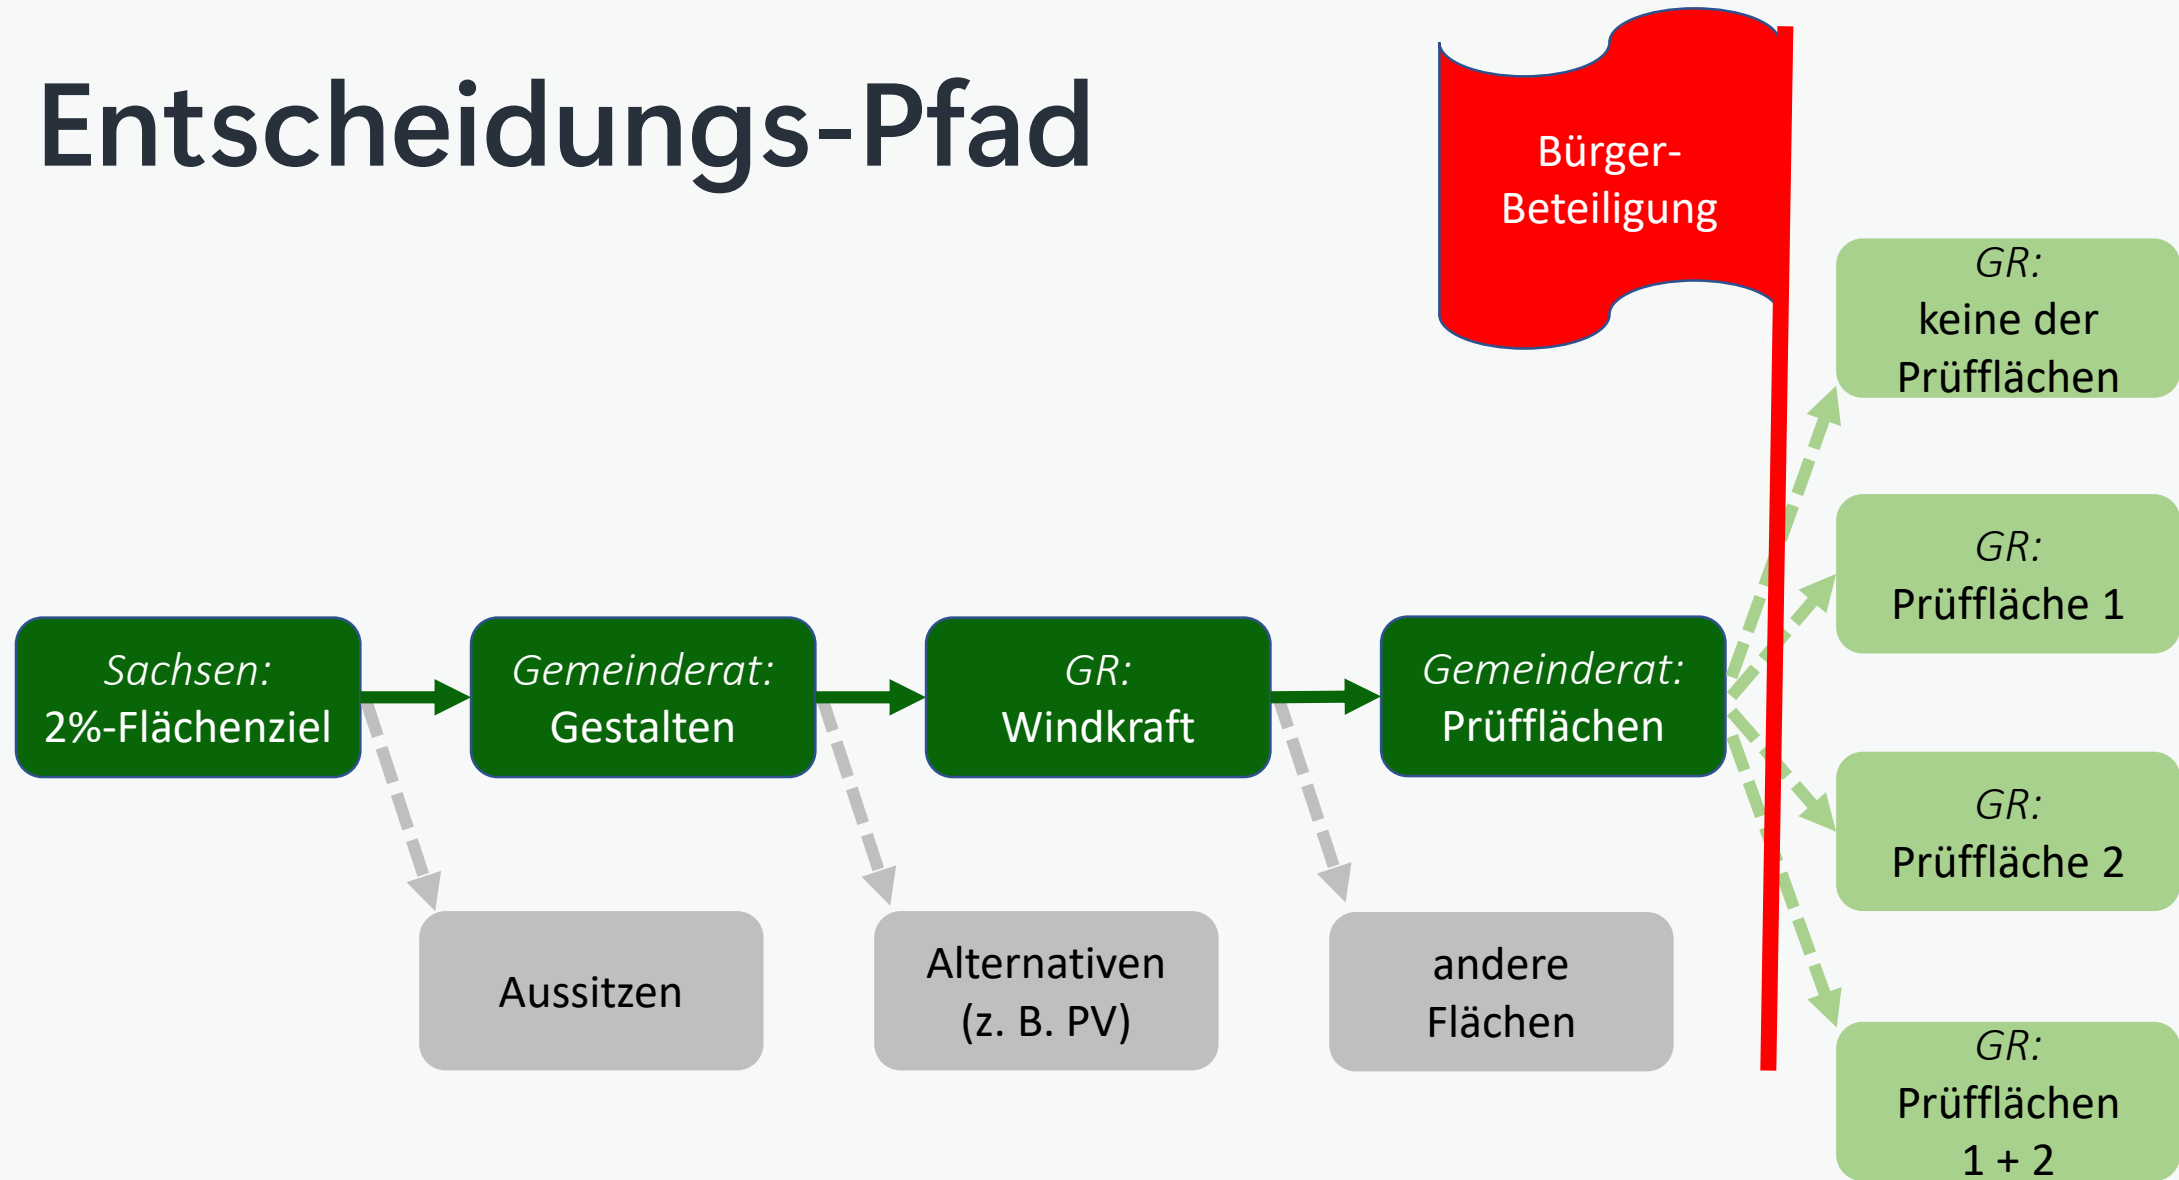 Entscheidungs-Pfad
Bürger-
Beteiligung
Sachsen:
2%-Flächenziel
Gemeinderat:
Gestalten
GR:
Windkraft
Gemeinderat:
Prüfflächen
Aussitzen
Alternativen
(z. B. PV)
andere
Flächen
GR:
keine der
Prüfflächen
GR:
Prüffläche 1
GR:
Prüffläche 2
GR:
Prüfflächen
1 + 2